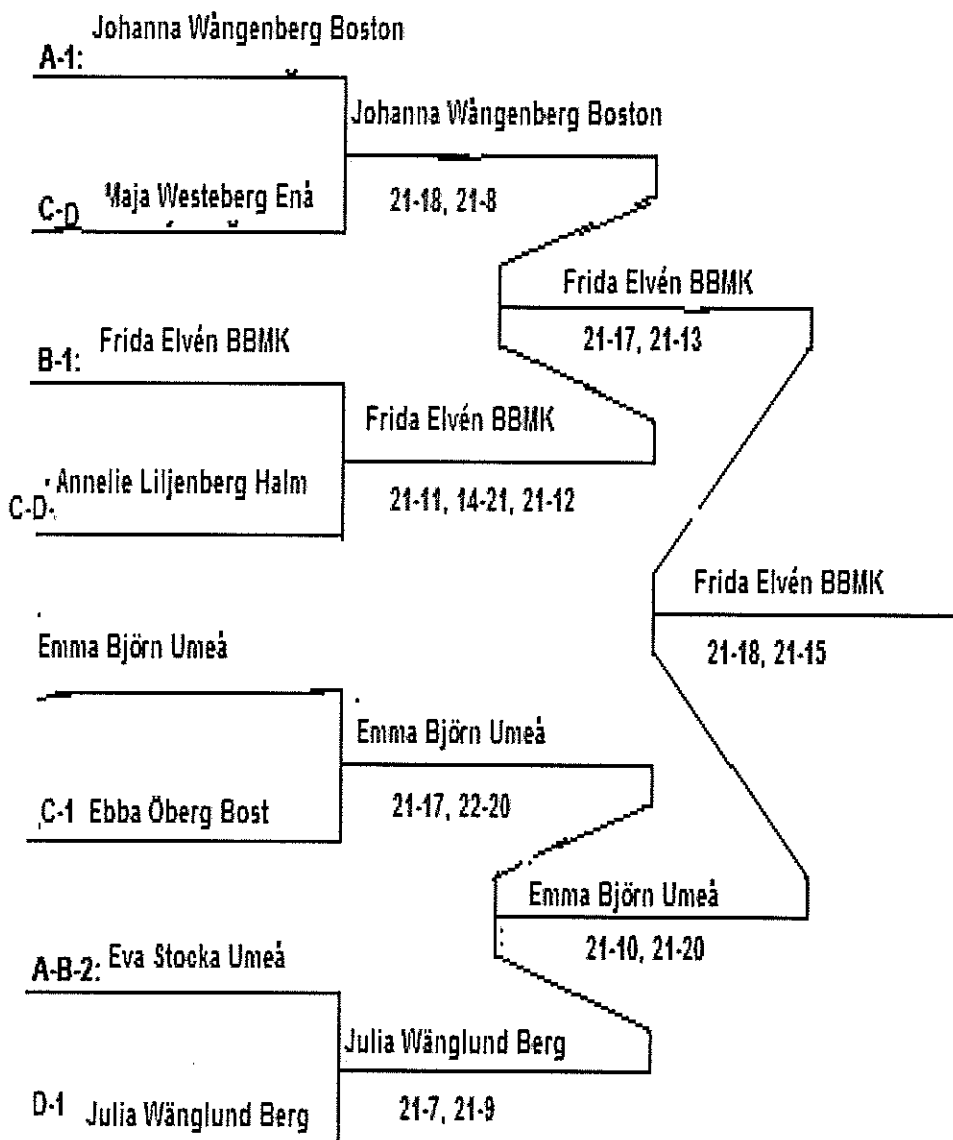 Johanna Wångenberg Boston
A-1:
Johanna Wångenberg Boston
C-D Maja Westeberg Enå
21-18, 21-8
Frida Elvén BBMK
21-17, 21-13
B-1: Frida Elvén BBMK
Frida Elvén BBMK
C-D- Annelie Liljenberg Halm
21-11, 14-21, 21-12
Frida Elvén BBMK
21-18, 21-15
Emma Björn Umeå
Emma Björn Umeå
C-1 Ebba Öberg Bost
21-17, 22-20
Emma Björn Umeå
21-10, 21-20
A-B-2: Eva Stocka Umeå
Julia Wänglund Berg
D-1 Julia Wänglund Berg
21-7, 21-9